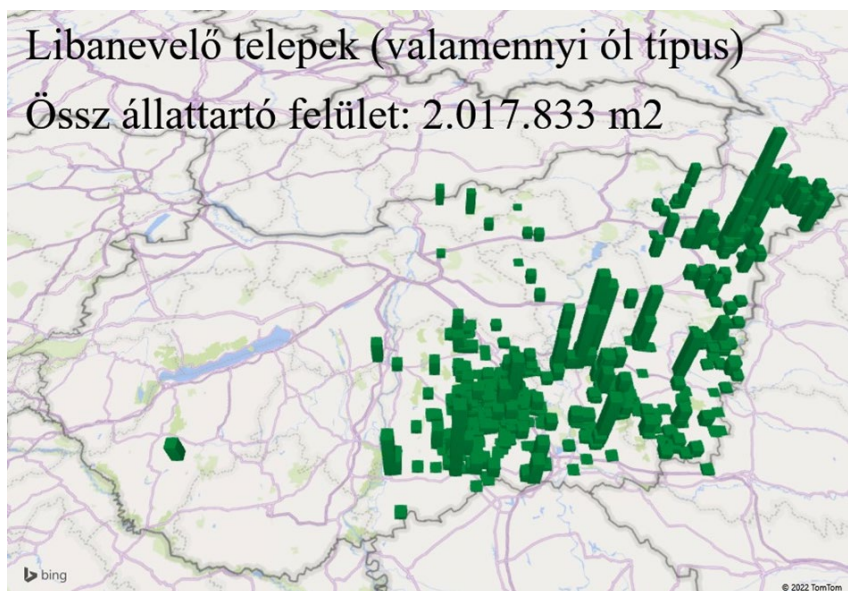 Libanevelő telepek (valamennyi ól típus)
Össz állattartó felület: 2.017.833 m2
bing
© 2022 TomTom